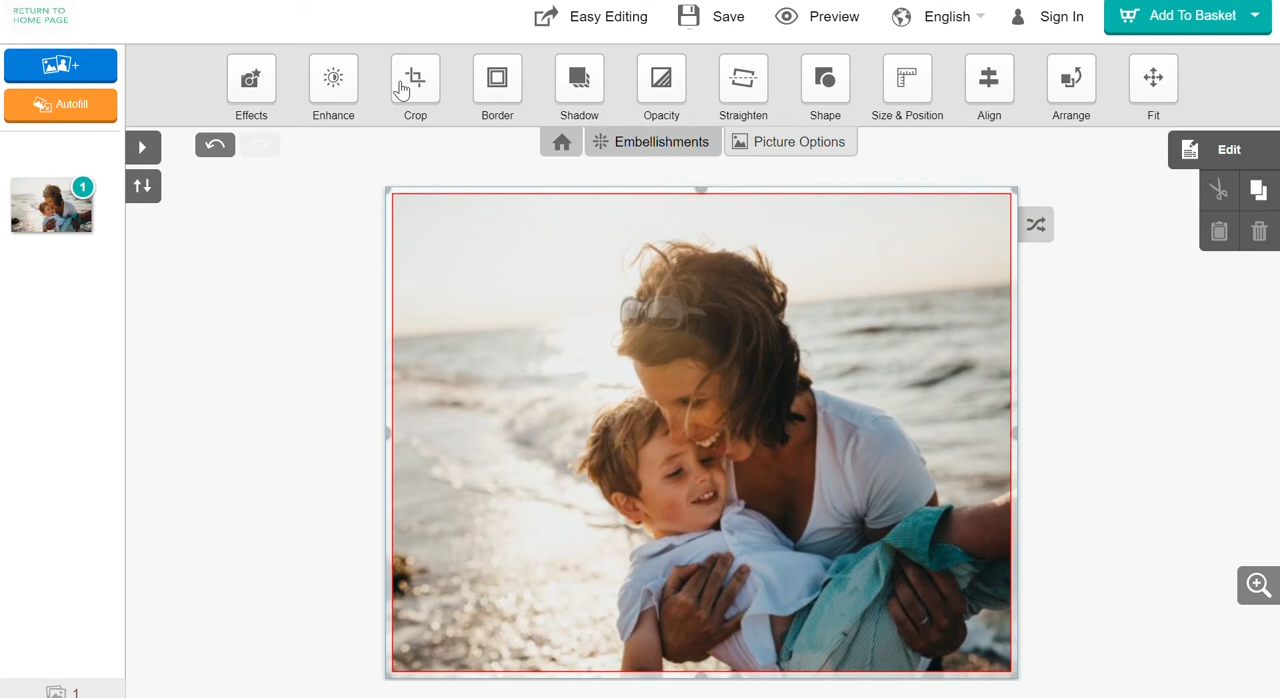 RETURN TO
HOME PAGE
Easy Editing
Save
Preview
English
Sign In
Add To Basket
Autofill
Effects
Enhance
Crop
Border
Shadow
Opacity
Straighten
Shape
Size & Position
Align
Arrange
Fit
Embellishments
Picture Options
Edit
1
1